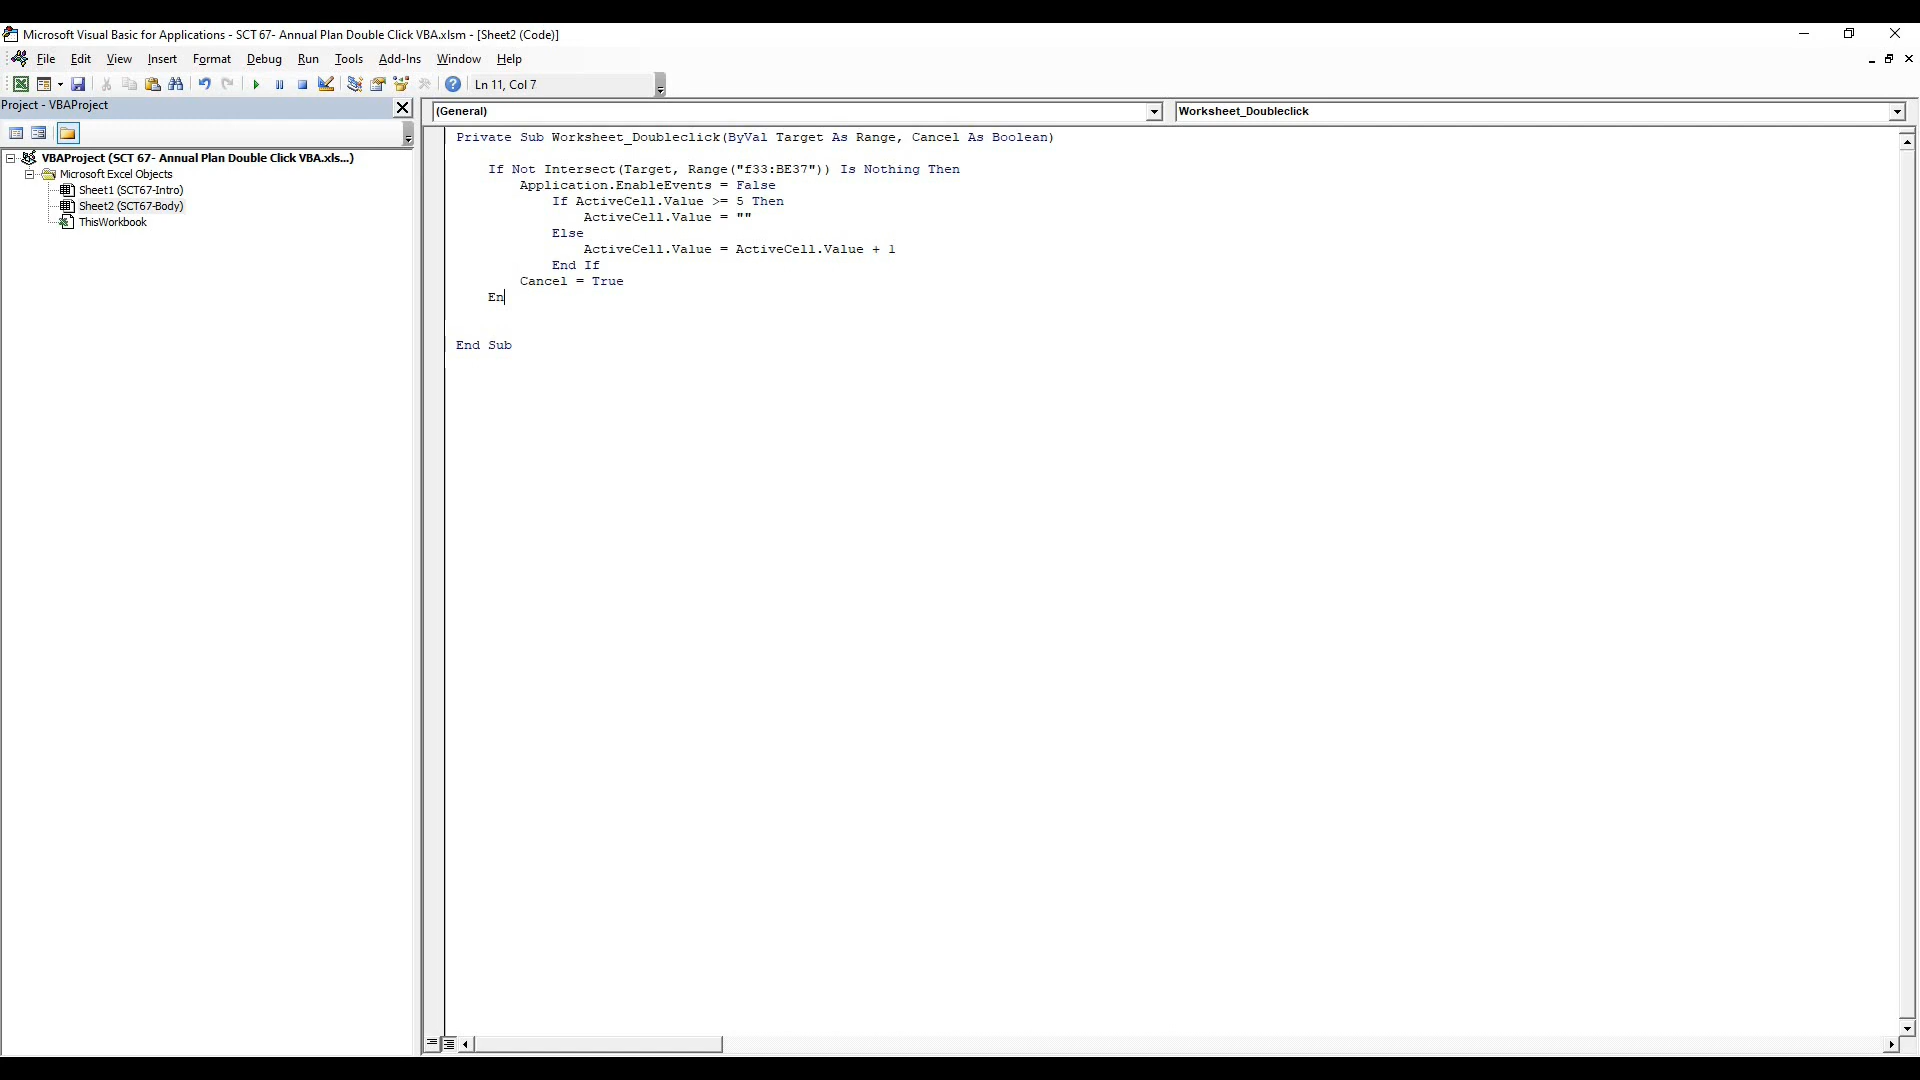 Microsoft Visual Basic for Applications - SCT 67- Annual Plan Double Click VBA.xlsm - [Sheet2 (Code)]
File Edit View Insert Format Debug Run Tools Add-Ins Window Help
Ln 11, Col 7
Project - VBAProject
VBAProject (SCT 67- Annual Plan Double Click VBA.xls...)
Microsoft Excel Objects
Sheet1 (SCT67-Intro)
Sheet2 (SCT67-Body)
ThisWorkbook
(General)
Worksheet_Doubleclick
Private Sub Worksheet_Doubleclick(ByVal Target As Range, Cancel As Boolean)
If Not Intersect(Target, Range("f33:BE37")) Is Nothing Then
Application.EnableEvents = False
If ActiveCell.Value >= 5 Then
ActiveCell.Value = ""
Else
ActiveCell.Value = ActiveCell.Value + 1
End If
Cancel = True
En
End Sub